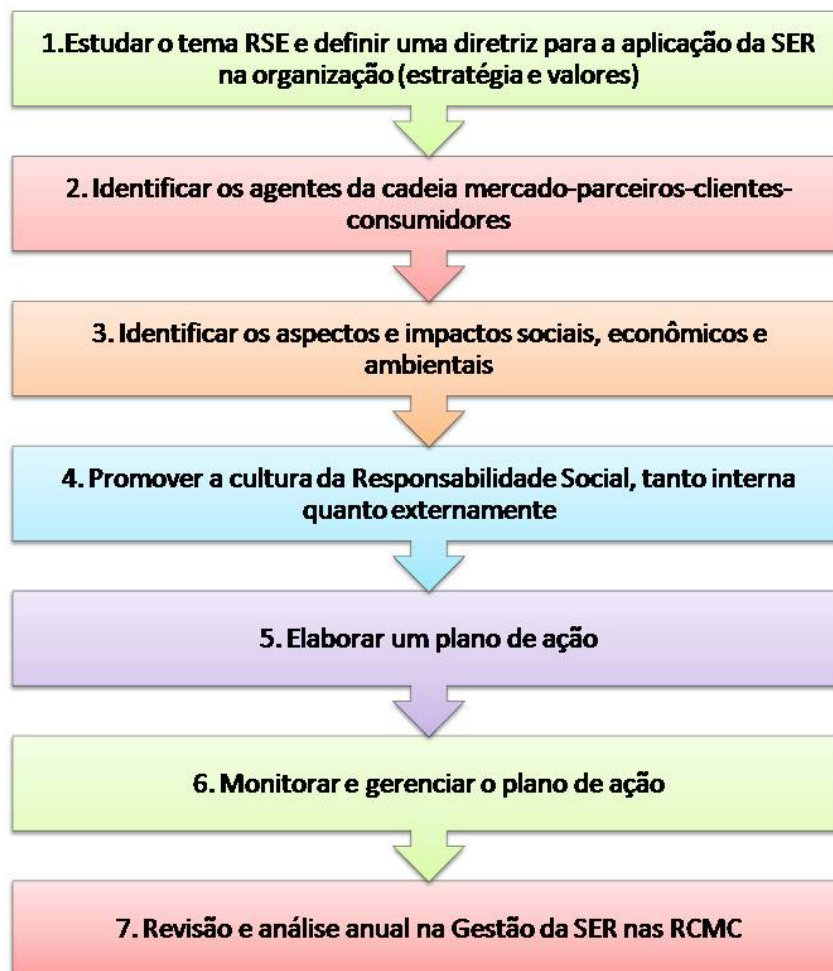 1.Estudar o tema RSE e definir uma diretriz para a aplicação da SER
na organização (estratégia e valores)
2. Identificar os agentes da cadeia mercado-parceiros-clientes-
consumidores
3. Identificar os aspectos e impactos sociais, econômicos e
ambientais
4. Promover a cultura da Responsabilidade Social, tanto interna
quanto externamente
5. Elaborar um plano de ação
6. Monitorar e gerenciar o plano de ação
7. Revisão e análise anual na Gestão da SER nas RCMC